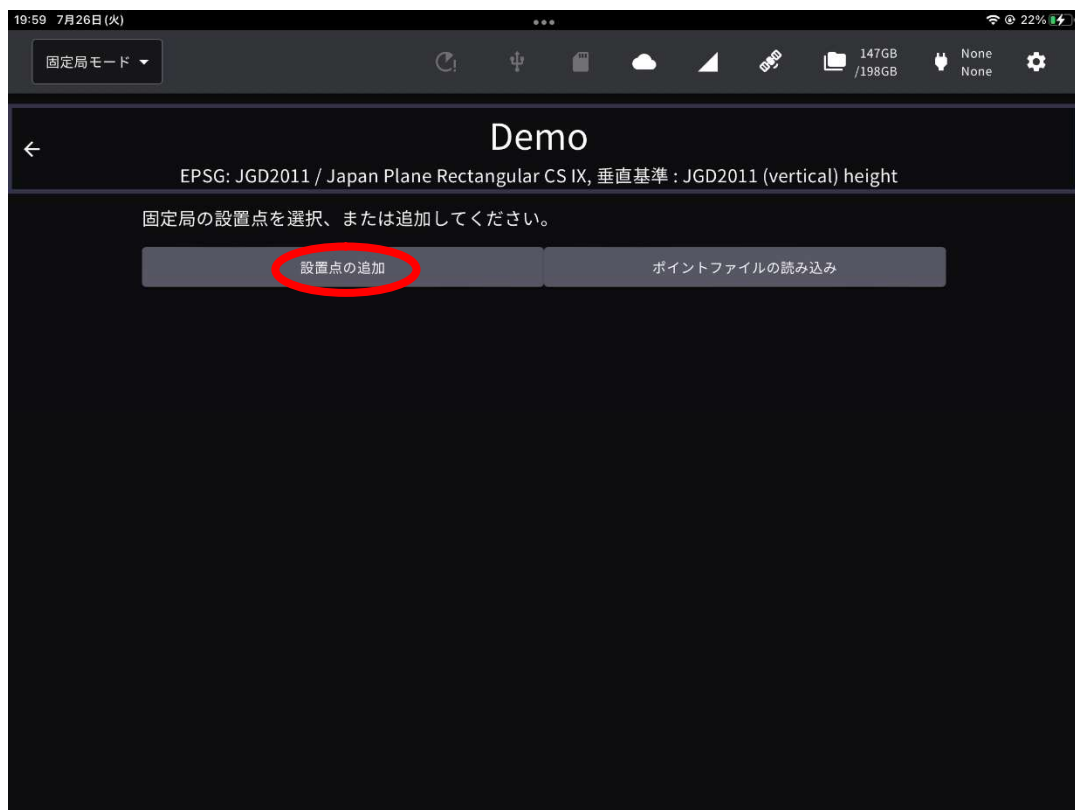 19:59 7月26日(火)
22%
固定局モード
147GB
/198GB
None
None
Demo
EPSG: JGD2011 / Japan Plane Rectangular CS IX, 垂直基準 : JGD2011 (vertical) height
固定局の設置点を選択、または追加してください。
設置点の追加
ポイントファイルの読み込み